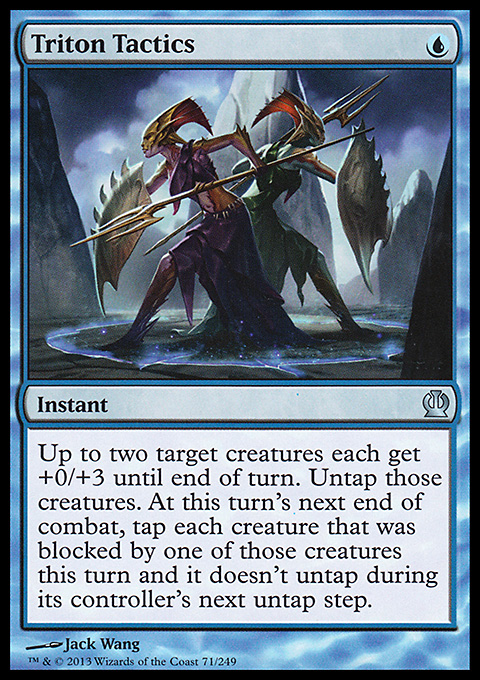 Triton Tactics
Instant
Up to two target creatures each get
+0/+3 until end of turn. Untap those
creatures. At this turn's next end of
combat, tap each creature that was
blocked by one of those creatures
this turn and it doesn't untap during
its controller's next untap step.
Jack Wang
™ & © 2013 Wizards of the Coast 71/249